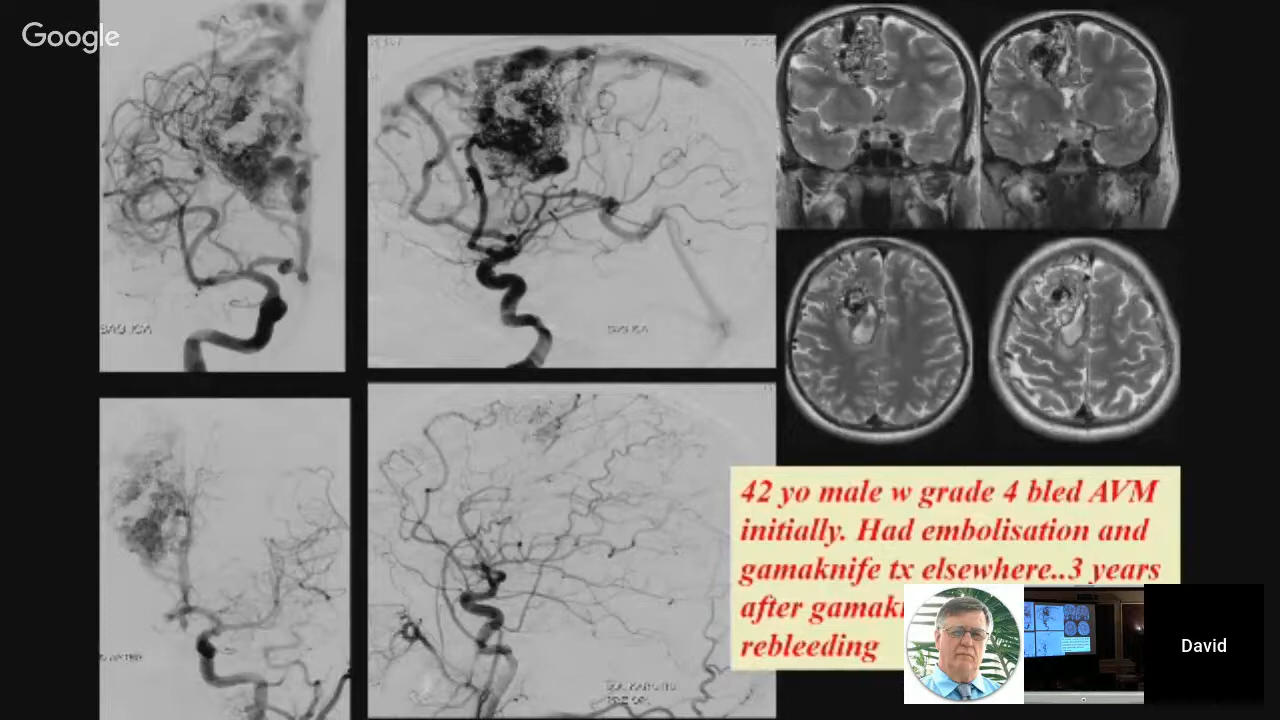 Google
42 yo male w grade 4 bled AVM
initially. Had embolisation and
gamaknife tx elsewhere..3 years
after
rebleeding
David